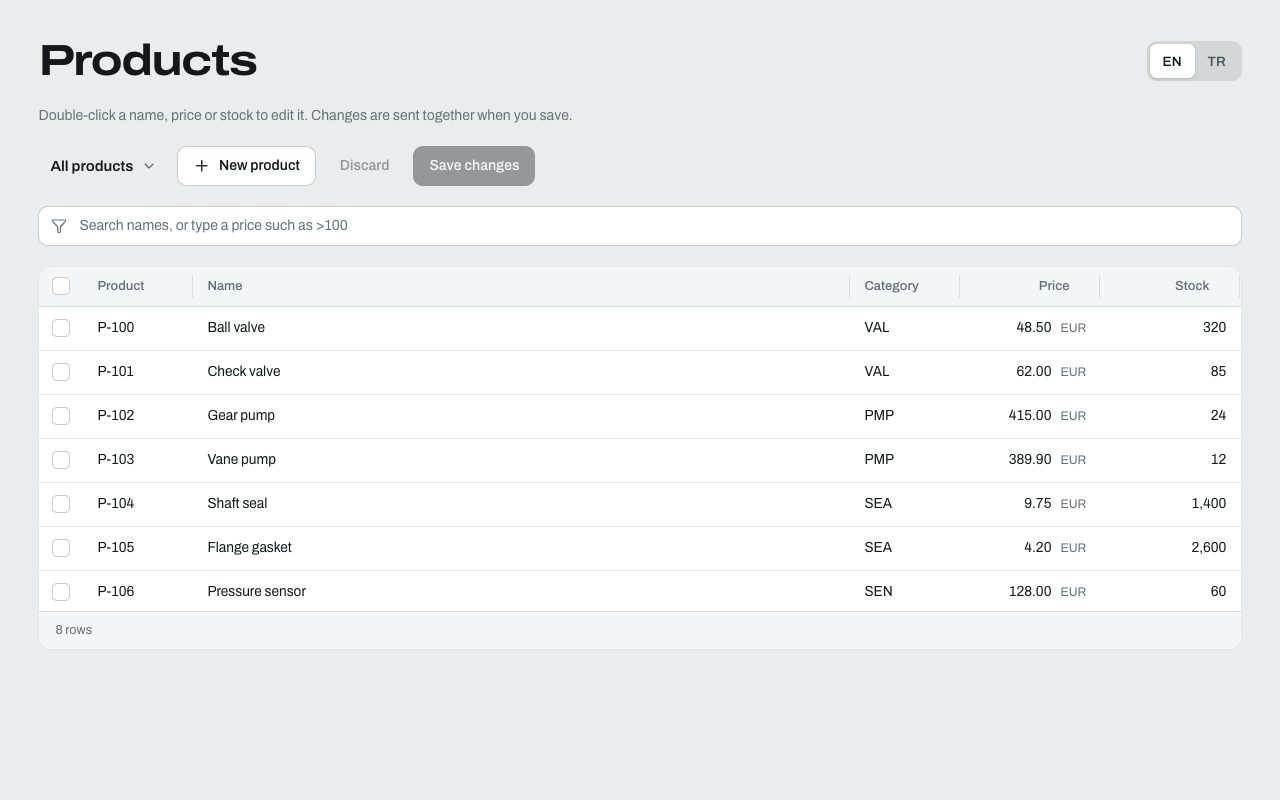 Products
EN TR
Double-click a name, price or stock to edit it. Changes are sent together when you save.
All products New product Discard Save changes
Search names, or type a price such as >100
Product Name Category Price Stock
P-100 Ball valve VAL 48.50 EUR 320
P-101 Check valve VAL 62.00 EUR 85
P-102 Gear pump PMP 415.00 EUR 24
P-103 Vane pump PMP 389.90 EUR 12
P-104 Shaft seal SEA 9.75 EUR 1,400
P-105 Flange gasket SEA 4.20 EUR 2,600
P-106 Pressure sensor SEN 128.00 EUR 60
8 rows